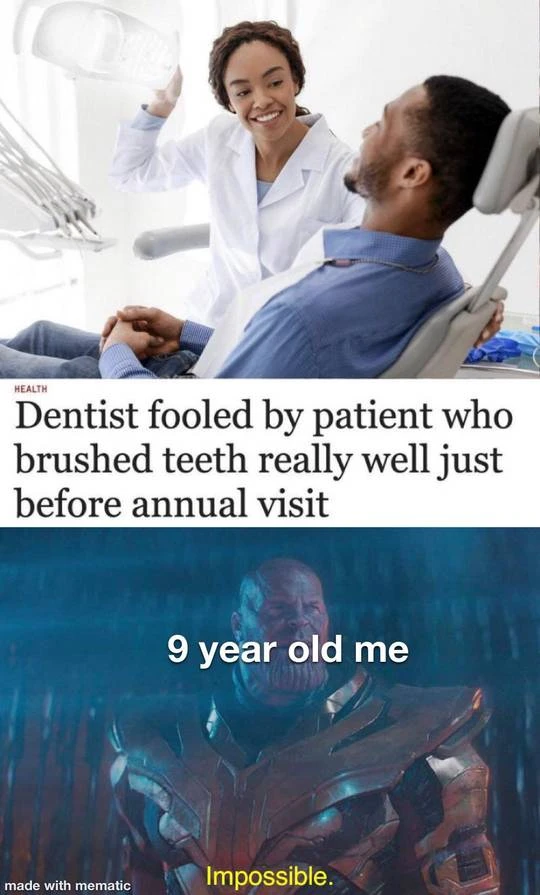 HEALTH
Dentist fooled by patient who
brushed teeth really well just
before annual visit
9 year old me
Impossible.
made with mematic